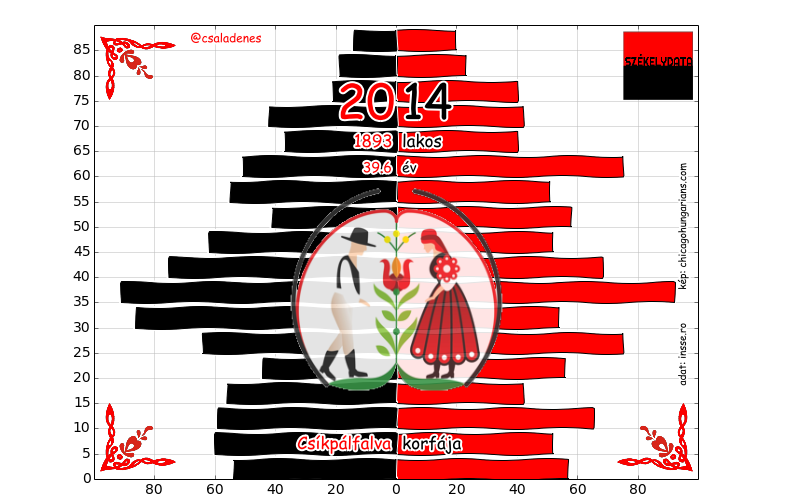 @csaladenes
SZÉKELYDATA
2014
1893 lakos
39.6 év
kép: chicagohungarians.com
adat: insse.ro
Csíkpálfalva korfája
85
80
75
70
65
60
55
50
45
40
35
30
25
20
15
10
5
0
80 60 40 20 0 20 40 60 80